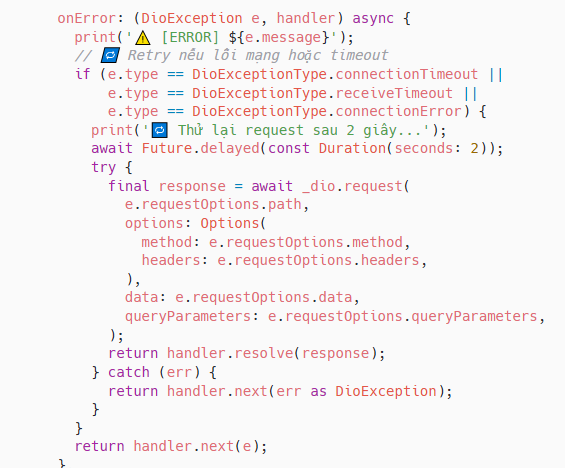 onError: (DioException e, handler) async {
print('⚠️ [ERROR] ${e.message}');
// 🔁 Retry nếu lỗi mạng hoặc timeout
if (e.type == DioExceptionType.connectionTimeout ||
e.type == DioExceptionType.receiveTimeout ||
e.type == DioExceptionType.connectionError) {
print('🔁 Thử lại request sau 2 giây...');
await Future.delayed(const Duration(seconds: 2));
try {
final response = await _dio.request(
e.requestOptions.path,
options: Options(
method: e.requestOptions.method,
headers: e.requestOptions.headers,
),
data: e.requestOptions.data,
queryParameters: e.requestOptions.queryParameters,
);
return handler.resolve(response);
} catch (err) {
return handler.next(err as DioException);
}
}
return handler.next(e);
}